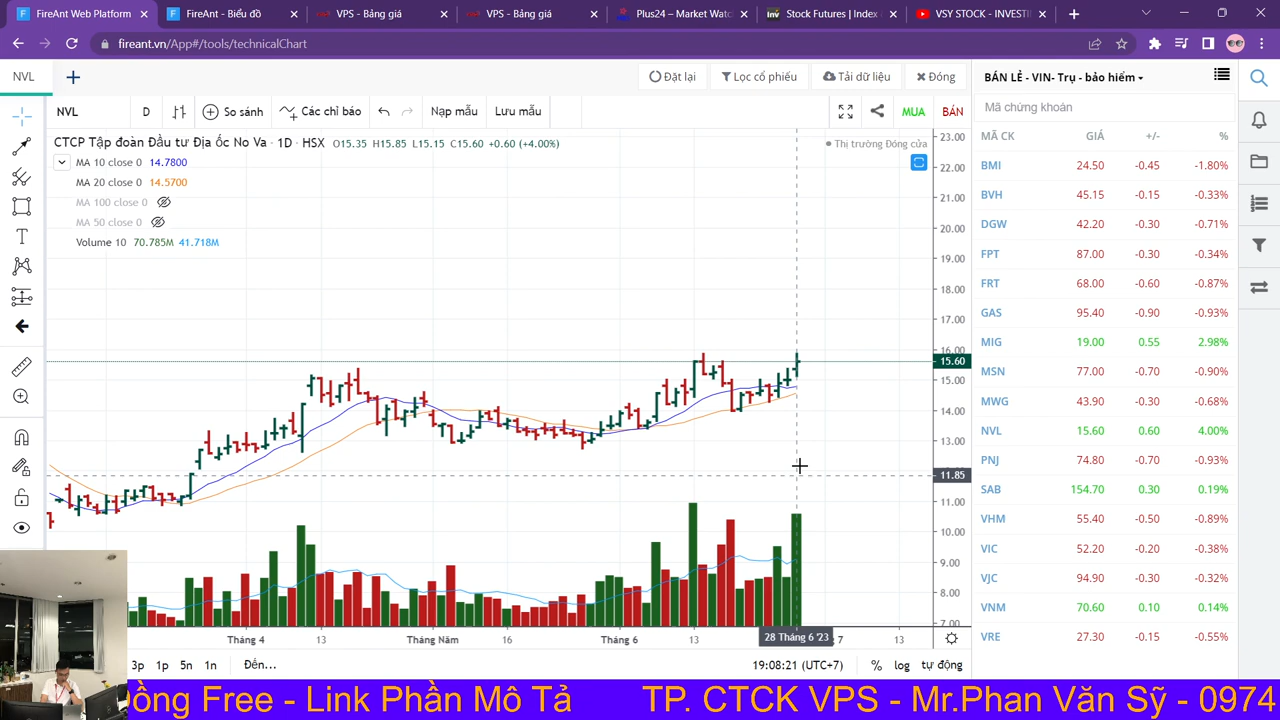 FireAnt Web Platform
FireAnt - Biểu đồ
VPS - Bảng giá
VPS - Bảng giá
Plus24 – Market Watc
Stock Futures | Index
VSY STOCK - INVESTI
fireant.vn/App#/tools/technicalChart
NVL
Đặt lại
Lọc cổ phiếu
Tải dữ liệu
Đóng
NVL D So sánh Các chỉ báo Nạp mẫu Lưu mẫu MUA BÁN
CTCP Tập đoàn Đầu tư Địa ốc No Va · 1D · HSX O15.35 H15.85 L15.15 C15.60 +0.60 (+4.00%)
Thị trường Đóng cửa
MA 10 close 0 14.7800
MA 20 close 0 14.5700
MA 100 close 0
MA 50 close 0
Volume 10 70.785M 41.718M
23.00
22.00
21.00
20.00
19.00
18.00
17.00
16.00
15.60
15.00
14.00
13.00
11.85
11.00
10.00
9.00
8.00
7.00
Tháng 4 13 Tháng Năm 16 Tháng 6 13 28 Tháng 6 '23 7 13
3p 1p 5n 1n Đến... 19:08:21 (UTC+7) % log tự động
BÁN LẺ - VIN- Trụ - bảo hiểm
Mã chứng khoán
MÃ CK GIÁ +/- %
BMI 24.50 -0.45 -1.80%
BVH 45.15 -0.15 -0.33%
DGW 42.20 -0.30 -0.71%
FPT 87.00 -0.30 -0.34%
FRT 68.00 -0.60 -0.87%
GAS 95.40 -0.90 -0.93%
MIG 19.00 0.55 2.98%
MSN 77.00 -0.70 -0.90%
MWG 43.90 -0.30 -0.68%
NVL 15.60 0.60 4.00%
PNJ 74.80 -0.70 -0.93%
SAB 154.70 0.30 0.19%
VHM 55.40 -0.50 -0.89%
VIC 52.20 -0.20 -0.38%
VJC 94.90 -0.30 -0.32%
VNM 70.60 0.10 0.14%
VRE 27.30 -0.15 -0.55%
Đồng Free - Link Phần Mô Tả TP. CTCK VPS - Mr.Phan Văn Sỹ - 0974